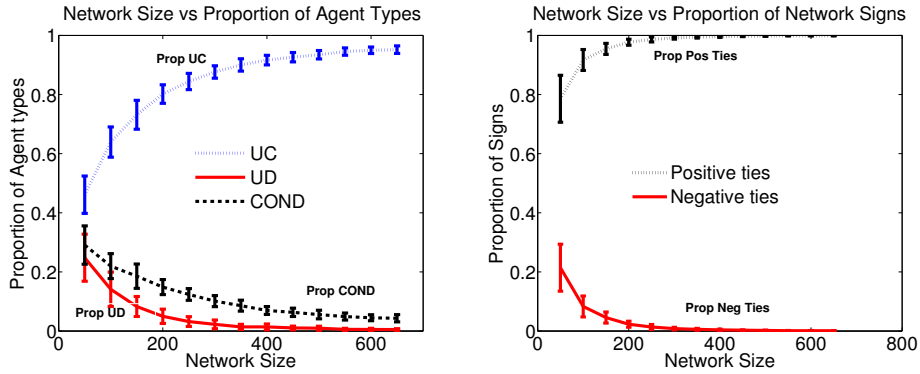 Network Size vs Proportion of Agent Types
Proportion of Agent types
1
0.8
0.6
0.4
0.2
0
Prop UC
UC
UD
COND
Prop COND
Prop UD
0
200
400
600
Network Size
Network Size vs Proportion of Network Signs
Proportion of Signs
1
0.8
0.6
0.4
0.2
0
Prop Pos Ties
Positive ties
Negative ties
Prop Neg Ties
0
200
400
600
800
Network Size